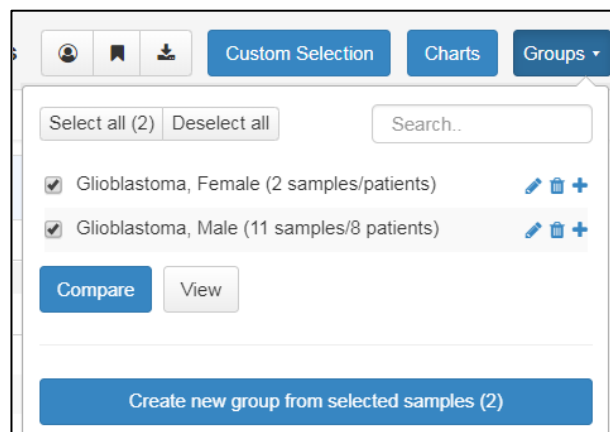 Custom Selection Charts Groups
Select all (2) Deselect all Search..
Glioblastoma, Female (2 samples/patients)
Glioblastoma, Male (11 samples/8 patients)
Compare View
Create new group from selected samples (2)